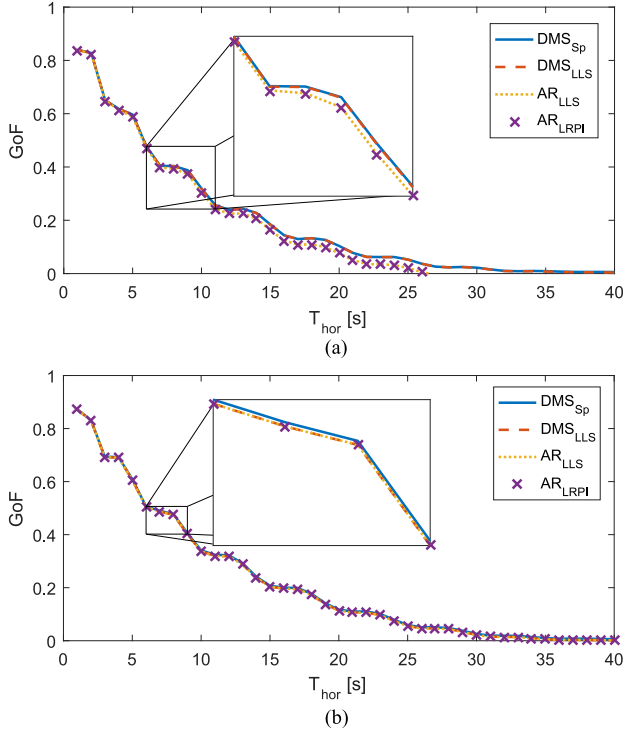 1
0.8
0.6
0.4
0.2
0
GoF
0 5 10 15 20 25 30 35 40
T_hor [s]
DMS_Sp
DMS_LLS
AR_LLS
AR_LRPI
(a)
1
0.8
0.6
0.4
0.2
0
GoF
0 5 10 15 20 25 30 35 40
T_hor [s]
DMS_Sp
DMS_LLS
AR_LLS
AR_LRPI
(b)